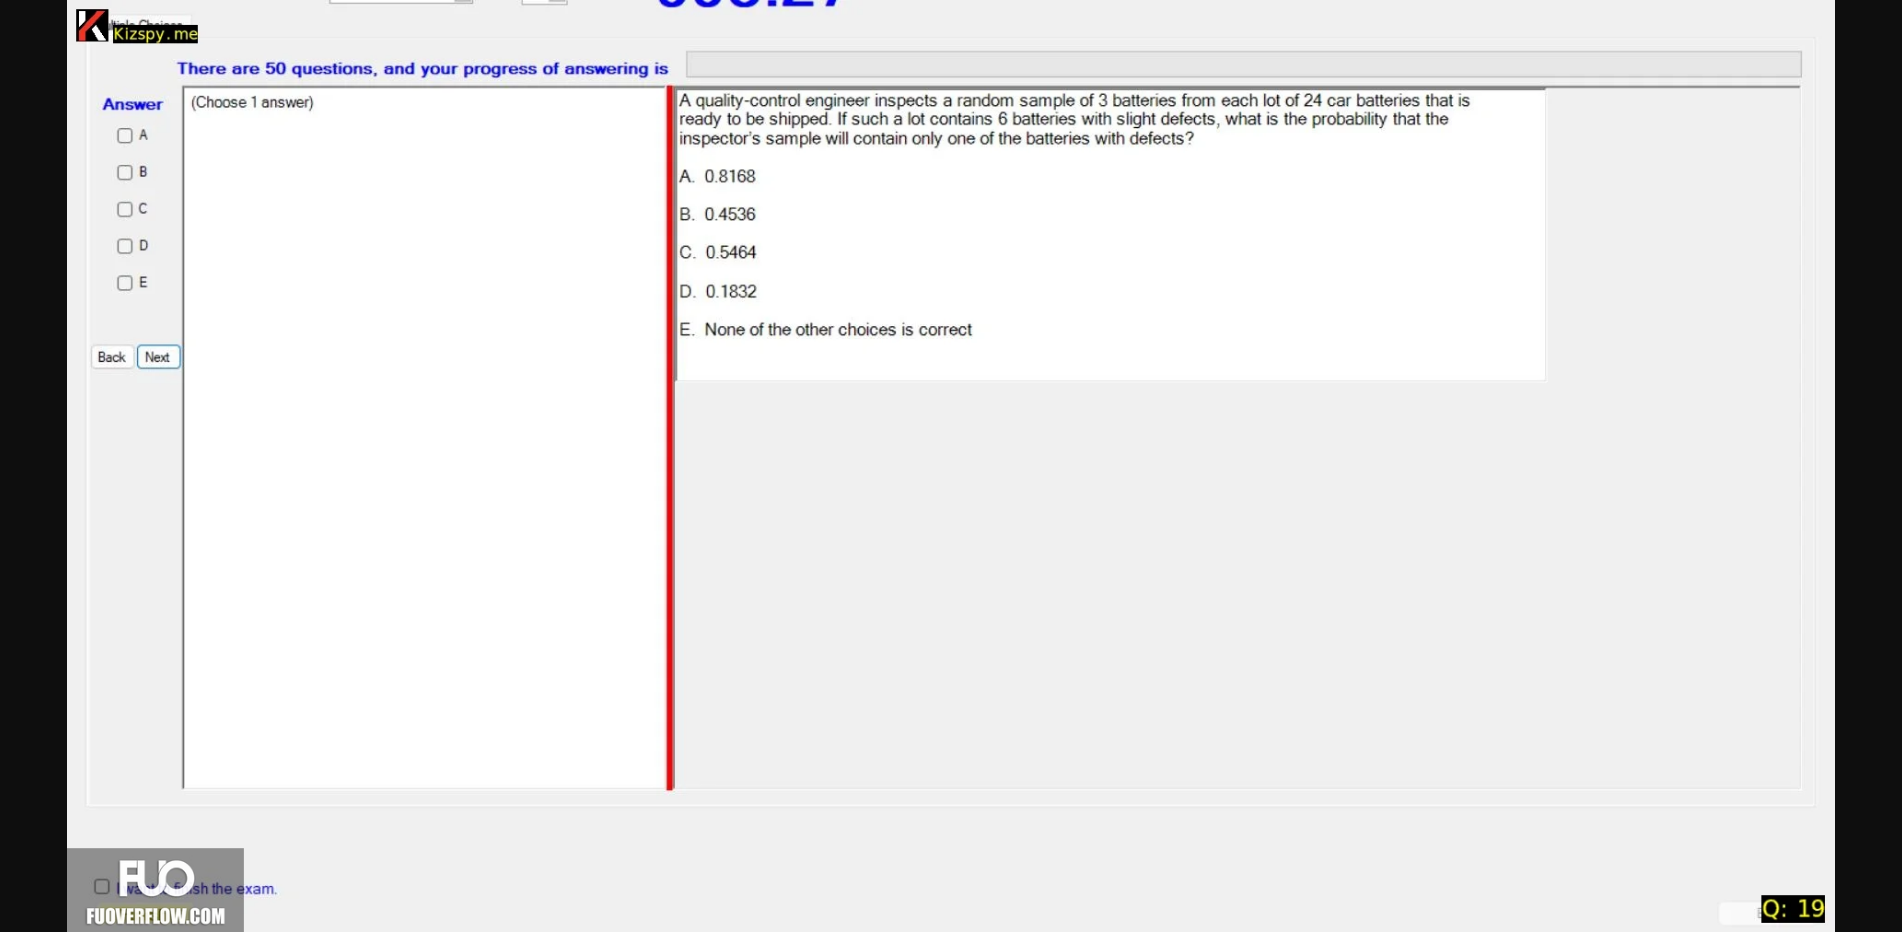 Kizspy.me
There are 50 questions, and your progress of answering is
Answer
(Choose 1 answer)
A
B
C
D
E
Back Next
A quality-control engineer inspects a random sample of 3 batteries from each lot of 24 car batteries that is
ready to be shipped. If such a lot contains 6 batteries with slight defects, what is the probability that the
inspector's sample will contain only one of the batteries with defects?
A. 0.8168
B. 0.4536
C. 0.5464
D. 0.1832
E. None of the other choices is correct
FUO
the exam.
FUOVERFLOW.COM
Q: 19